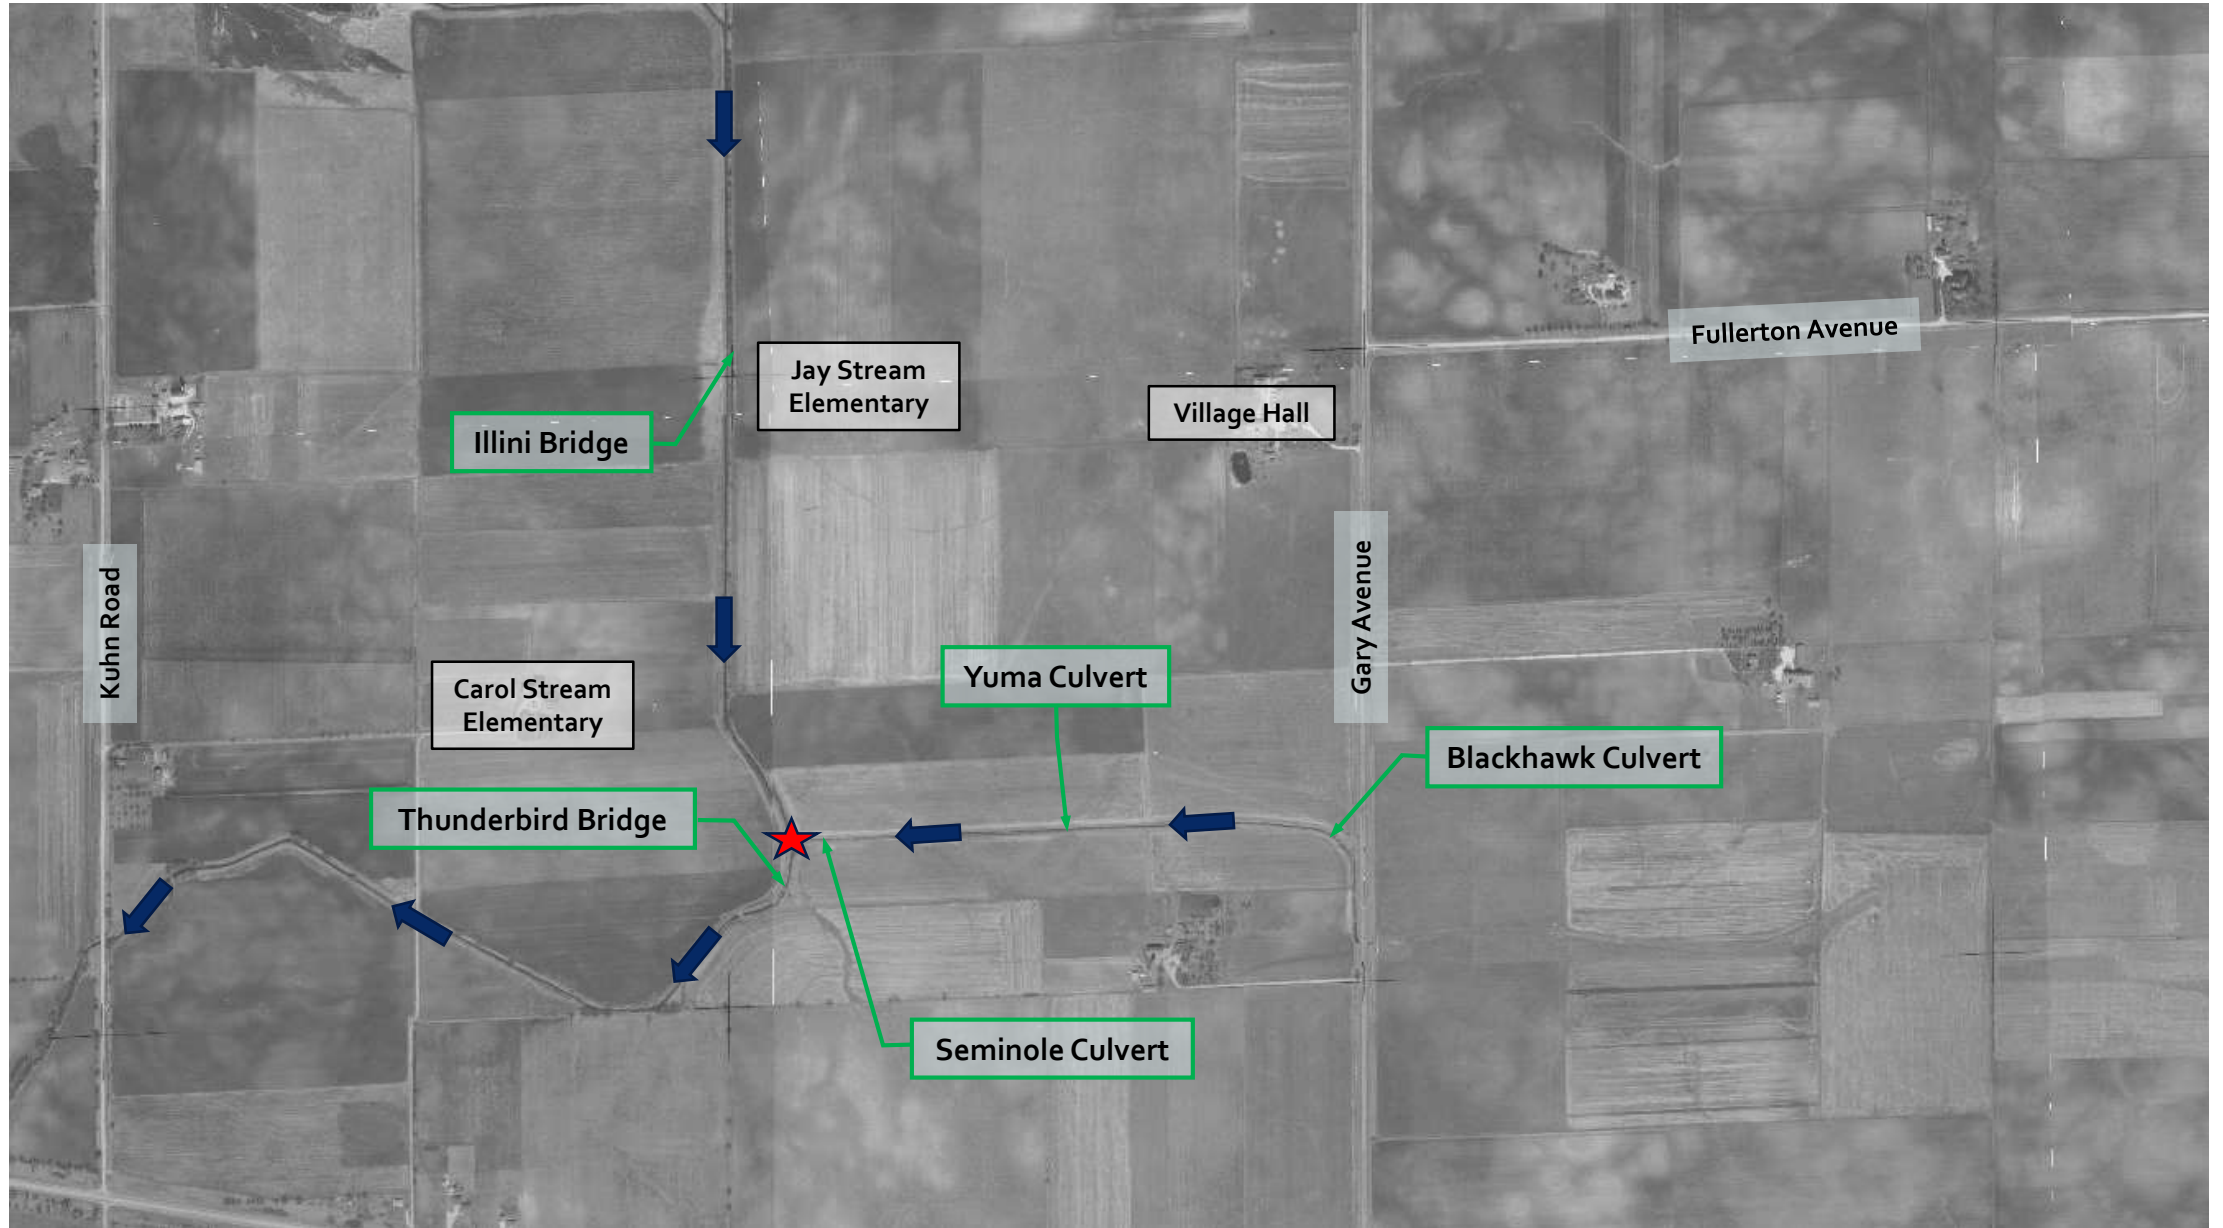 Fullerton Avenue
Jay Stream
Elementary
Village Hall
Illini Bridge
Kuhn Road
Gary Avenue
Yuma Culvert
Carol Stream
Elementary
Blackhawk Culvert
Thunderbird Bridge
Seminole Culvert